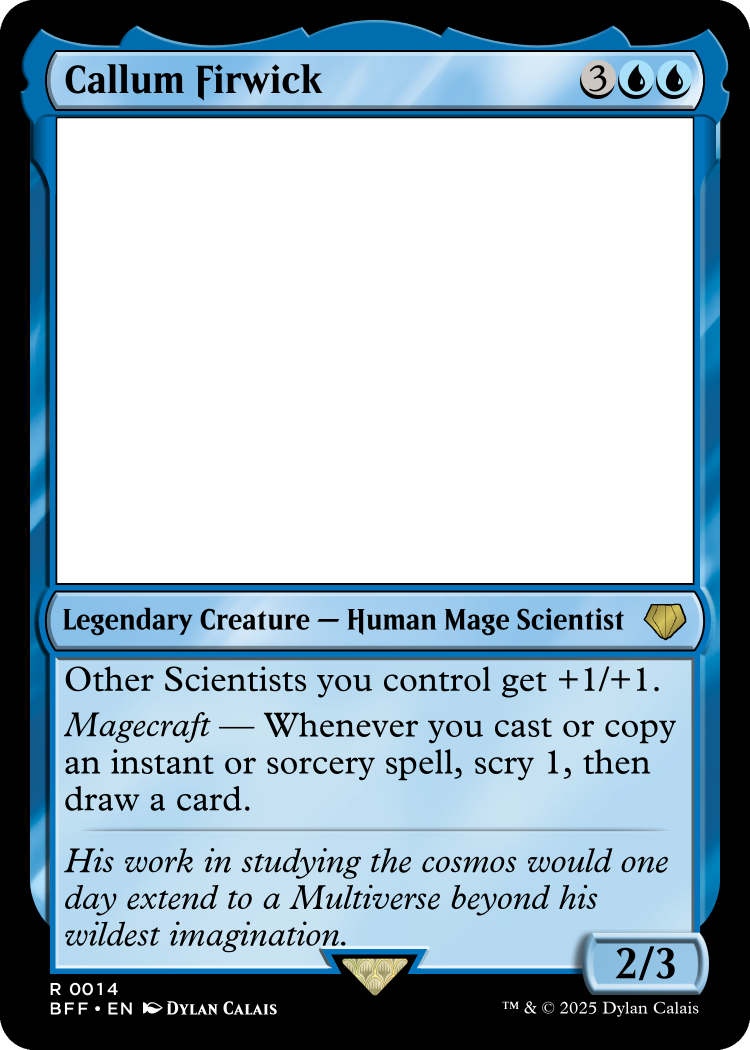 Callum Firwick 3
Legendary Creature — Human Mage Scientist
Other Scientists you control get +1/+1.
Magecraft — Whenever you cast or copy
an instant or sorcery spell, scry 1, then
draw a card.
His work in studying the cosmos would one
day extend to a Multiverse beyond his
wildest imagination.
2/3
R 0014
BFF • EN Dylan Calais
™ & © 2025 Dylan Calais